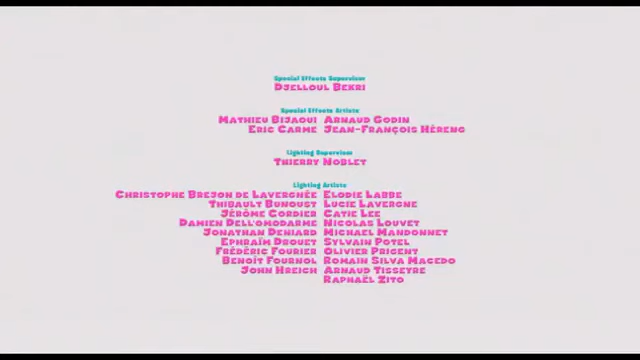 Special Effects Supervisor
Djelloul Bekri
Special Effects Artists
Mathieu Bijaoui Arnaud Godin
Eric Carme Jean-François Héreng
Lighting Supervisor
Thierry Noblet
Lighting Artists
Christophe Brejon de Lavergnée Elodie Labbe
Thibault Bunoust Lucie Lavergne
Jérôme Cordier Catie Lee
Damien Dell'omodarme Nicolas Louvet
Jonathan Deniard Michael Mandonnet
Ephraïm Drouet Sylvain Potel
Frédéric Fourier Olivier Prigent
Benoît Fournol Romain Silva Macedo
John Hreich Arnaud Tisseyre
Raphaël Zito